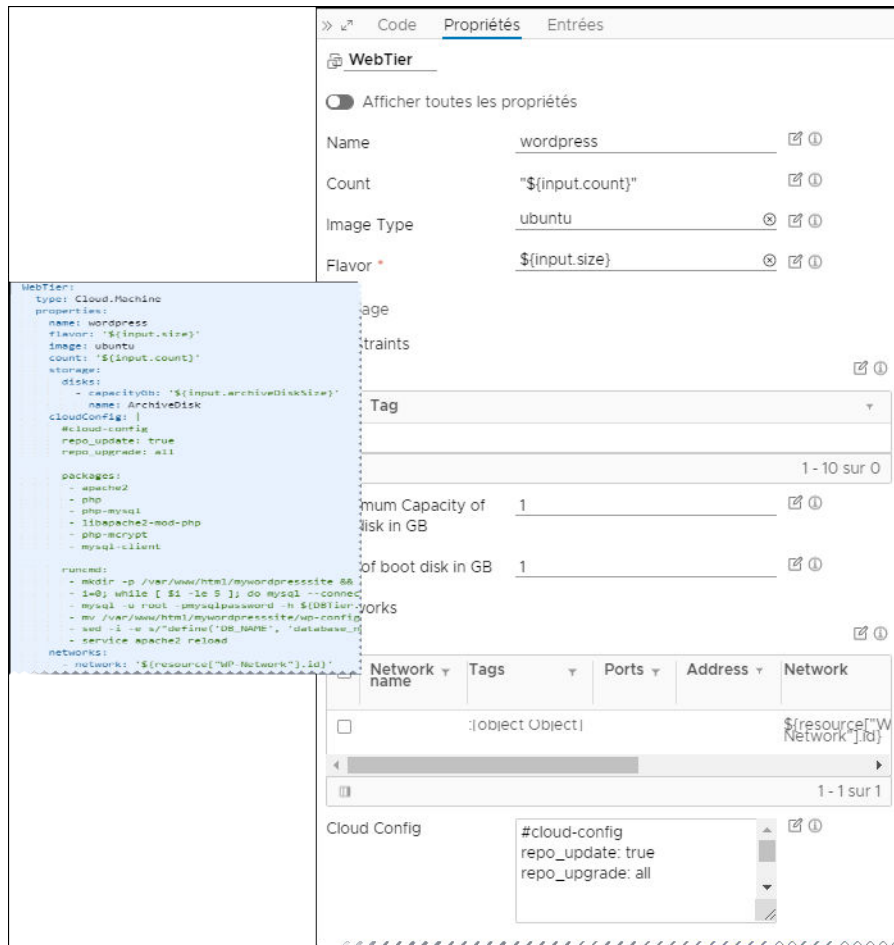 Code Propriétés Entrées
WebTier
Afficher toutes les propriétés
Name wordpress
Count "${input.count}"
Image Type ubuntu
Flavor * ${input.size}
age
traints
Tag
1 - 10 sur 0
mum Capacity of 1
isk in GB
of boot disk in GB 1
works
Network Tags Ports Address Network
name
:[object Object] ${resource["W
Network"].id}
1 - 1 sur 1
Cloud Config #cloud-config
repo_update: true
repo_upgrade: all
WebTier:
type: Cloud.Machine
properties:
name: wordpress
flavor: '${input.size}'
image: ubuntu
count: '${input.count}'
storage:
disks:
- capacityGb: '${input.archiveDiskSize}'
name: ArchiveDisk
cloudConfig: |
#cloud-config
repo_update: true
repo_upgrade: all
packages:
- apache2
- php
- php-mysql
- libapache2-mod-php
- php-mcrypt
- mysql-client
runcmd:
- mkdir -p /var/www/html/mywordpresssite &&
- i=0; while [ $i -le 5 ]; do mysql --connec
- mysql -u root -pmysqlpassword -h ${DBTier.
- mv /var/www/html/mywordpresssite/wp-config
- sed -i -e s/"define('DB_NAME', 'database_n
- service apache2 reload
networks:
- network: '${resource["WP-Network"].id}'